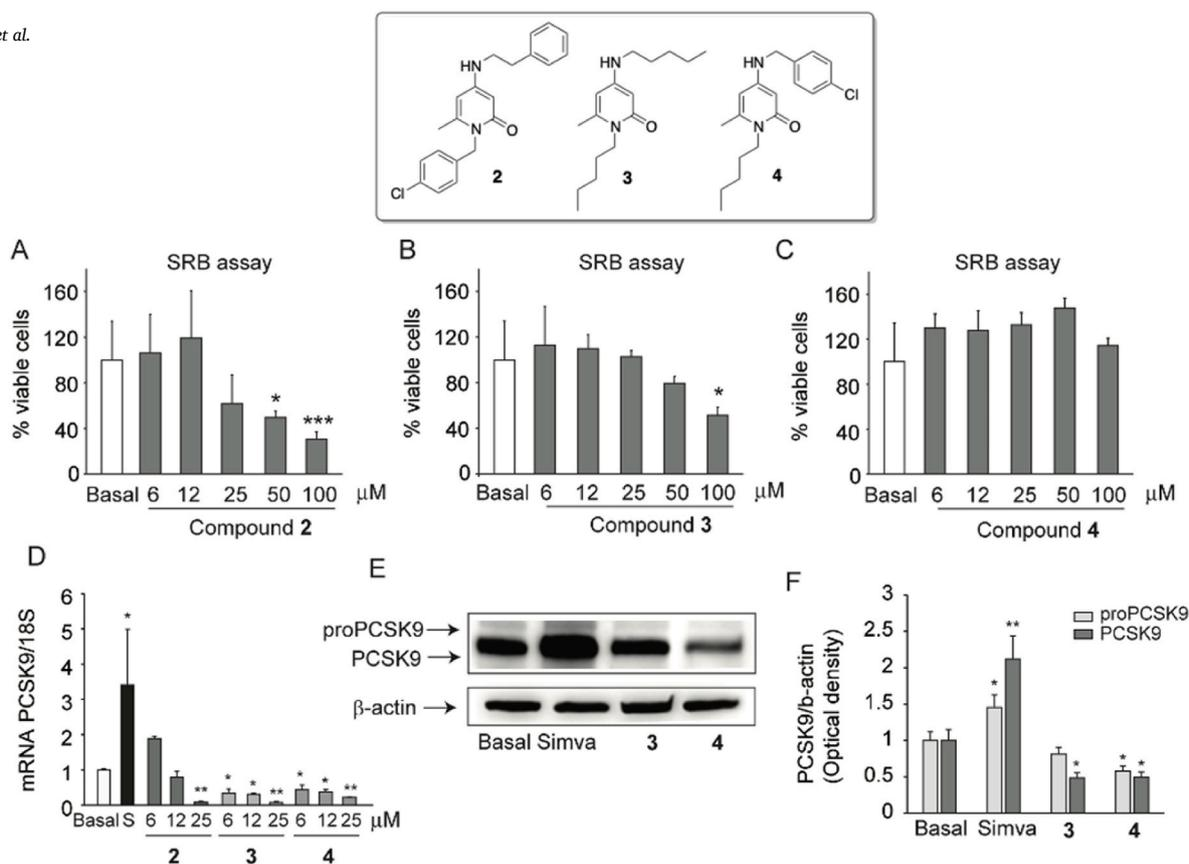 et al.
HN
N
O
Cl
2
HN
N
O
3
HN
Cl
N
O
4
A
SRB assay
% viable cells
160
120
80
40
0
* ***
Basal 6 12 25 50 100 μM
Compound 2
B
SRB assay
% viable cells
160
120
80
40
0
*
Basal 6 12 25 50 100 μM
Compound 3
C
SRB assay
% viable cells
160
120
80
40
0
Basal 6 12 25 50 100 μM
Compound 4
D
mRNA PCSK9/18S
6
5
4
3
2
1
0
* ** * * ** * * **
Basal S 6 12 25 6 12 25 6 12 25 μM
2 3 4
E
proPCSK9
PCSK9
β-actin
Basal Simva 3 4
F
PCSK9/b-actin
(Optical density)
3
2.5
2
1.5
1
0.5
0
proPCSK9
PCSK9
* ** * * *
Basal Simva 3 4